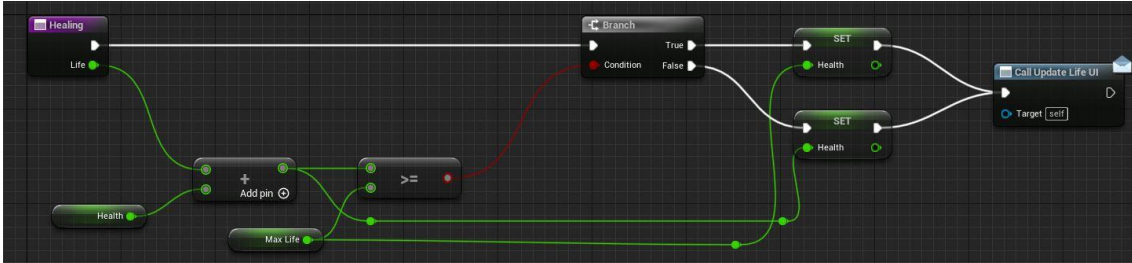 Healing
Life
Branch
True
Condition
False
SET
Health
SET
Health
Call Update Life UI
Target self
+
Add pin
>=
Health
Max Life